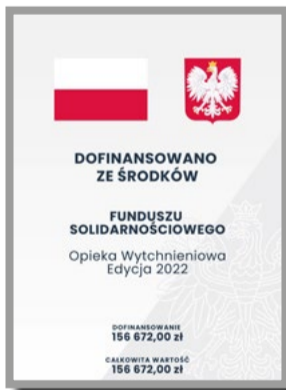 DOFINANSOWANO
ZE ŚRODKÓW
FUNDUSZU
SOLIDARNOŚCIOWEGO
Opieka Wytchnieniowa
Edycja 2022
DOFINANSOWANIE
156 672,00 zł
CAŁKOWITA WARTOŚĆ
156 672,00 zł